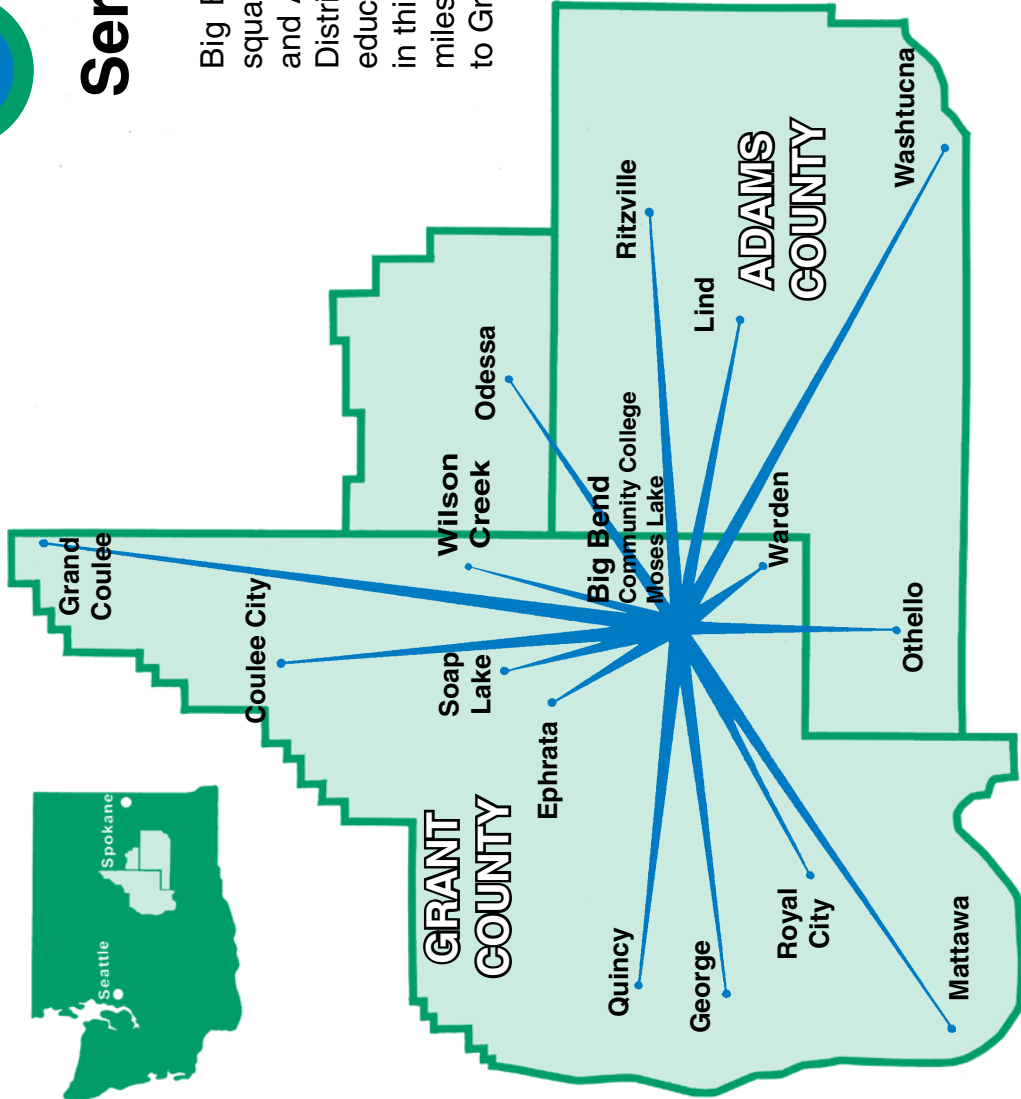 Ser
Big
squa
and
Distri
educ
in this
miles
to Gr
Seattle
Spokane
Grand
Coulee
Coulee City
Soap
Lake
Wilson
Creek
Odessa
GRANT
COUNTY
Ephrata
Big Bend
Community College
Moses Lake
Ritzville
Quincy
George
Lind
ADAMS
COUNTY
Warden
Royal
City
Othello
Washtucna
Mattawa